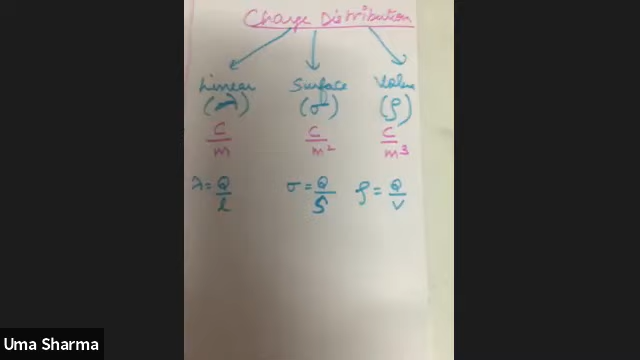 Charge Distribution
Linear Surface Volume
(λ) (σ) (ρ)
C/m C/m² C/m³
λ = Q/l σ = Q/S ρ = Q/V
Uma Sharma